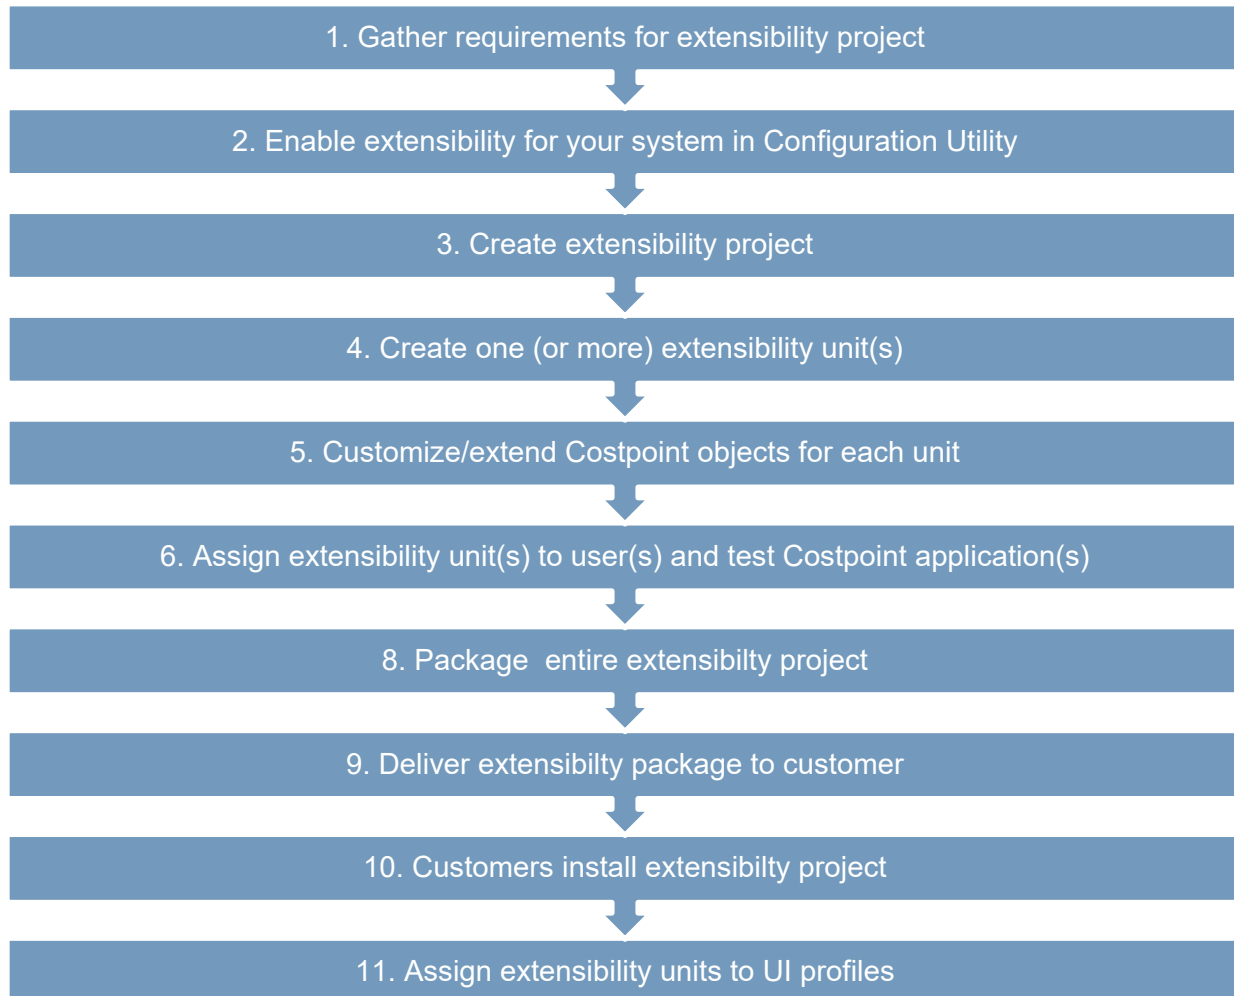 1. Gather requirements for extensibility project
2. Enable extensibility for your system in Configuration Utility
3. Create extensibility project
4. Create one (or more) extensibility unit(s)
5. Customize/extend Costpoint objects for each unit
6. Assign extensibility unit(s) to user(s) and test Costpoint application(s)
8. Package  entire extensibilty project
9. Deliver extensibilty package to customer
10. Customers install extensibilty project
11. Assign extensibility units to UI profiles